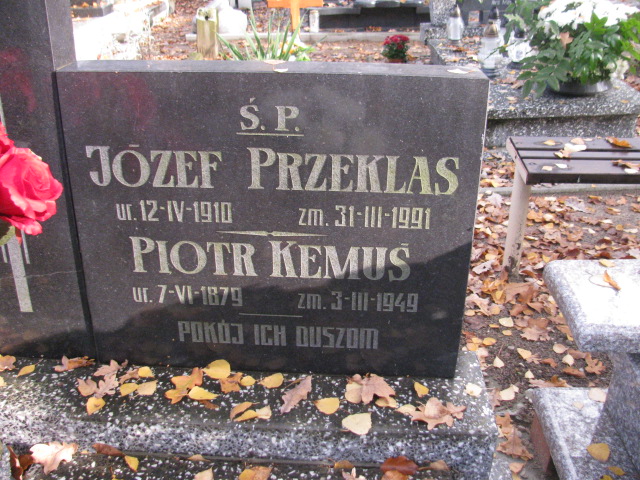 Ś.P.
JÓZEF PRZEKLAS
ur. 12-IV-1910 zm. 31-III-1991
PIOTR KEMUŚ
ur. 7-VI-1879 zm. 3-III-1949
POKÓJ ICH DUSZOM